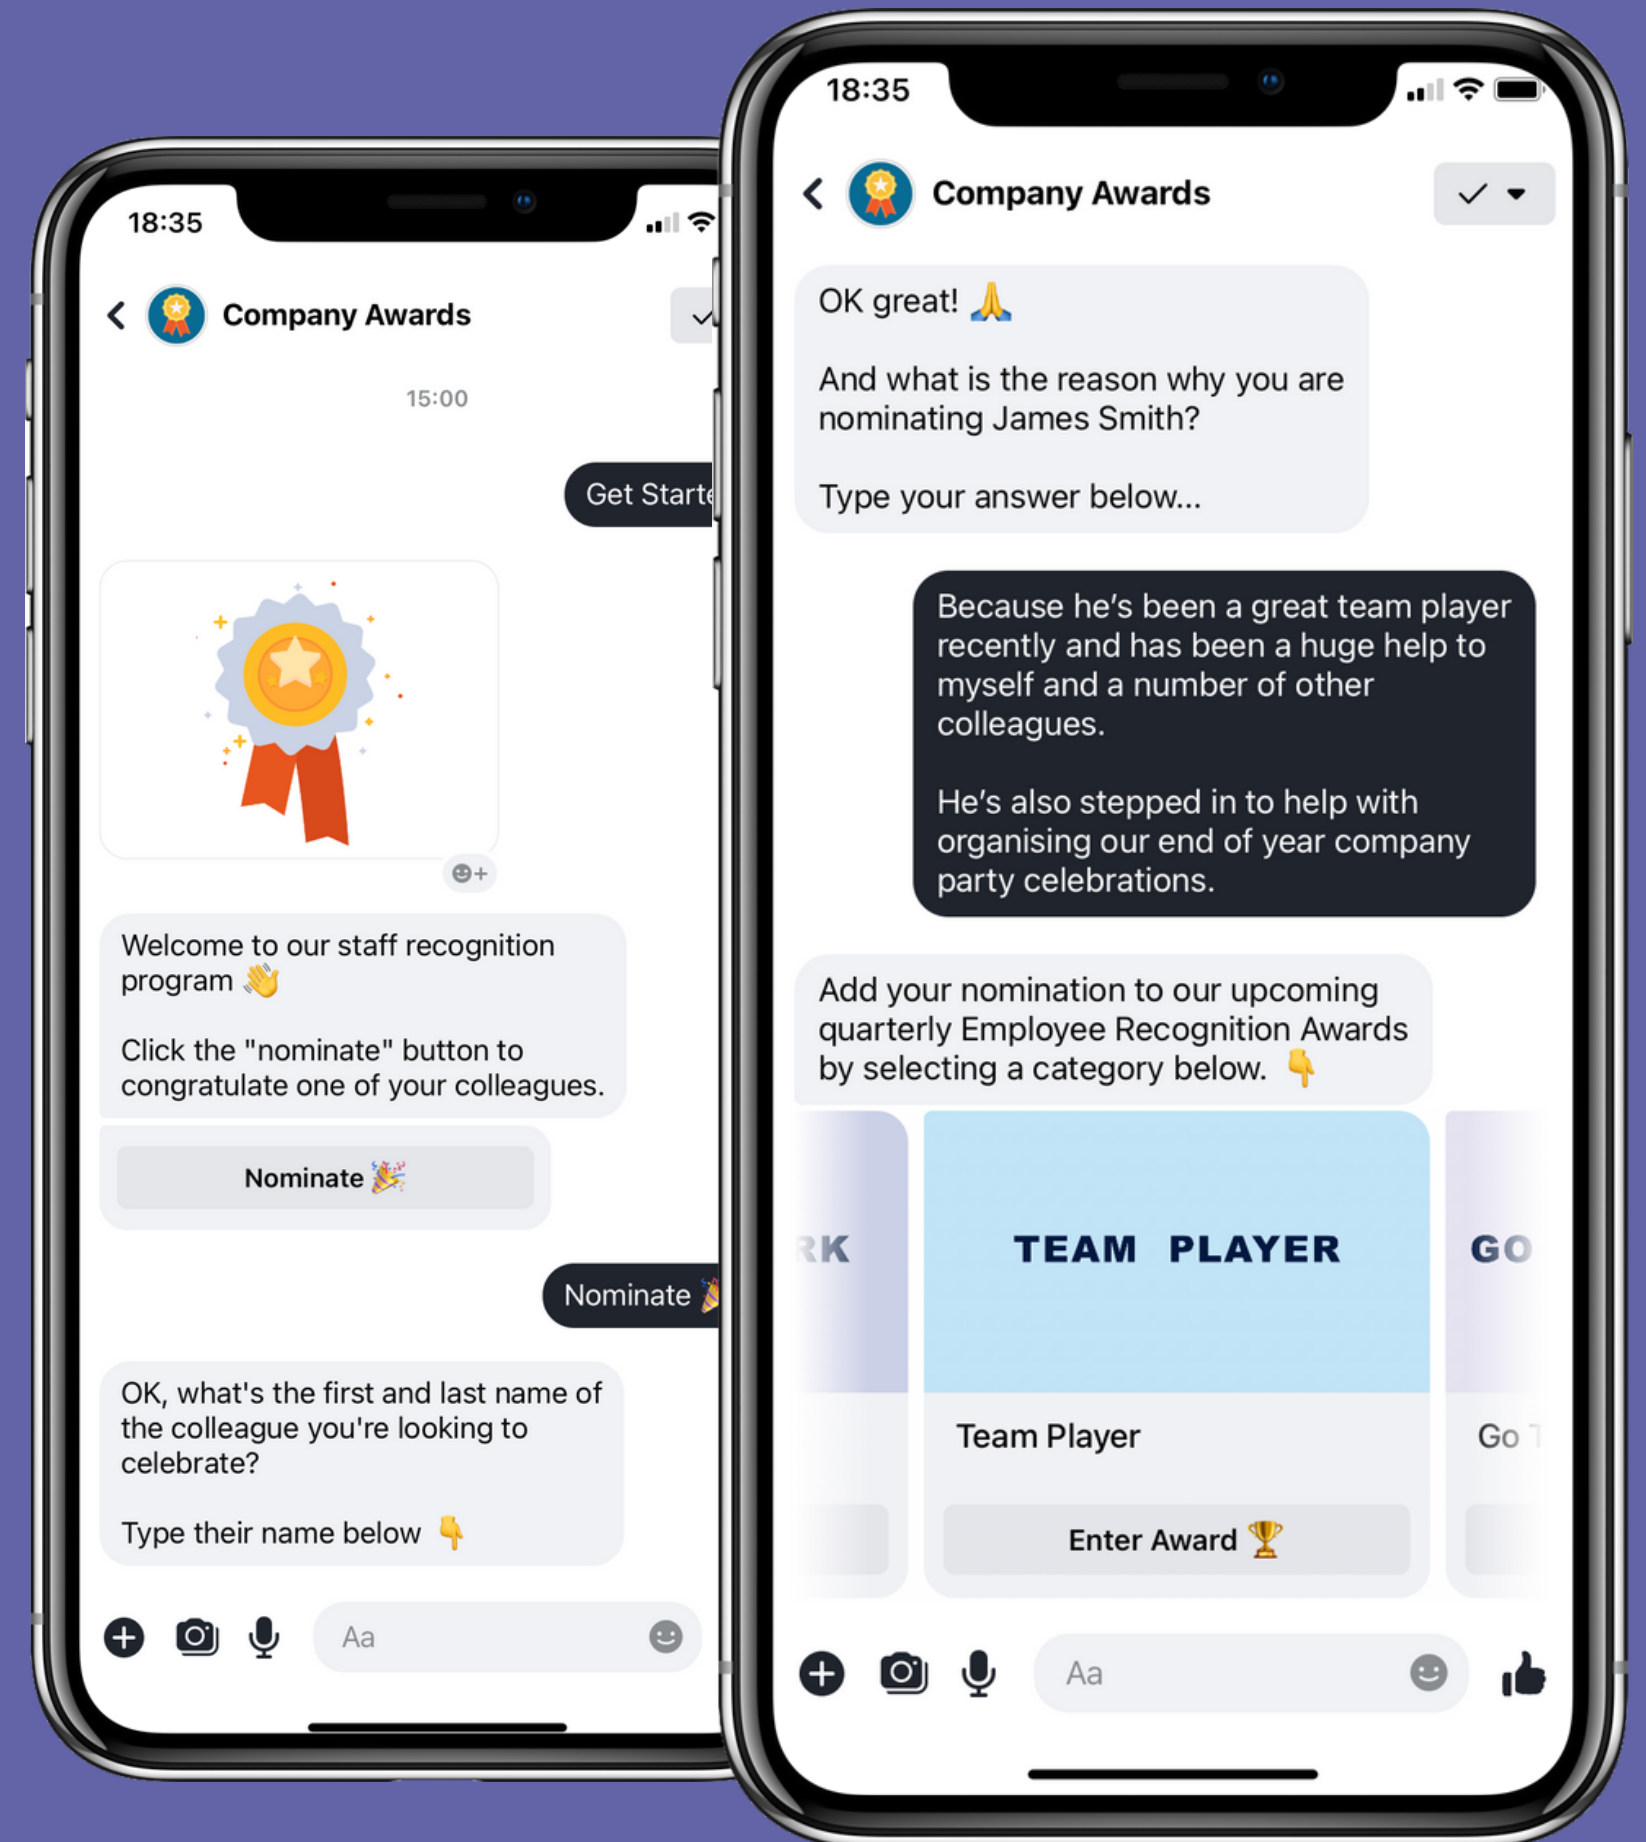 18:35
Company Awards
15:00
Get Starte
Welcome to our staff recognition
program 👋
Click the "nominate" button to
congratulate one of your colleagues.
Nominate 🎉
Nominate 🎉
OK, what's the first and last name of
the colleague you're looking to
celebrate?
Type their name below 👇
Aa
18:35
Company Awards
OK great! 🙏
And what is the reason why you are
nominating James Smith?
Type your answer below...
Because he’s been a great team player
recently and has been a huge help to
myself and a number of other
colleagues.
He’s also stepped in to help with
organising our end of year company
party celebrations.
Add your nomination to our upcoming
quarterly Employee Recognition Awards
by selecting a category below. 👇
RK
TEAM PLAYER
GO
Team Player
Go T
Enter Award 🏆
Aa